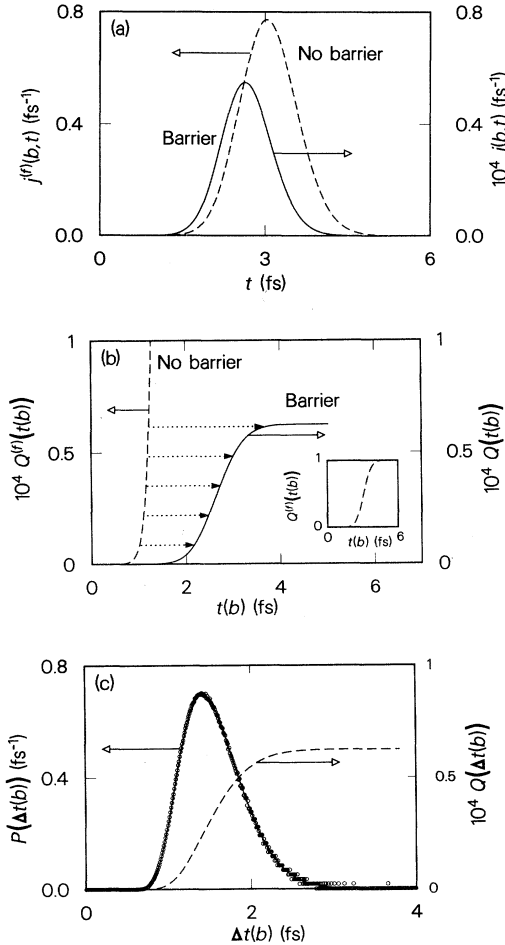 (a)
0.8
0.4
0.0
j^(f)(b,t) (fs⁻¹)
No barrier
Barrier
0.8
0.4
0.0
10⁴ j(b,t) (fs⁻¹)
0 3 6
t (fs)
(b)
1
0.5
0
10⁴ Q^(f)(t(b))
No barrier
Barrier
1
0.5
0
10⁴ Q(t(b))
1
0
Q^(f)(t(b))
0 6
t(b) (fs)
0 2 4 6
t(b) (fs)
(c)
0.8
0.4
0.0
P(Δt(b)) (fs⁻¹)
1
0.5
0
10⁴ Q(Δt(b))
0 2 4
Δt(b) (fs)